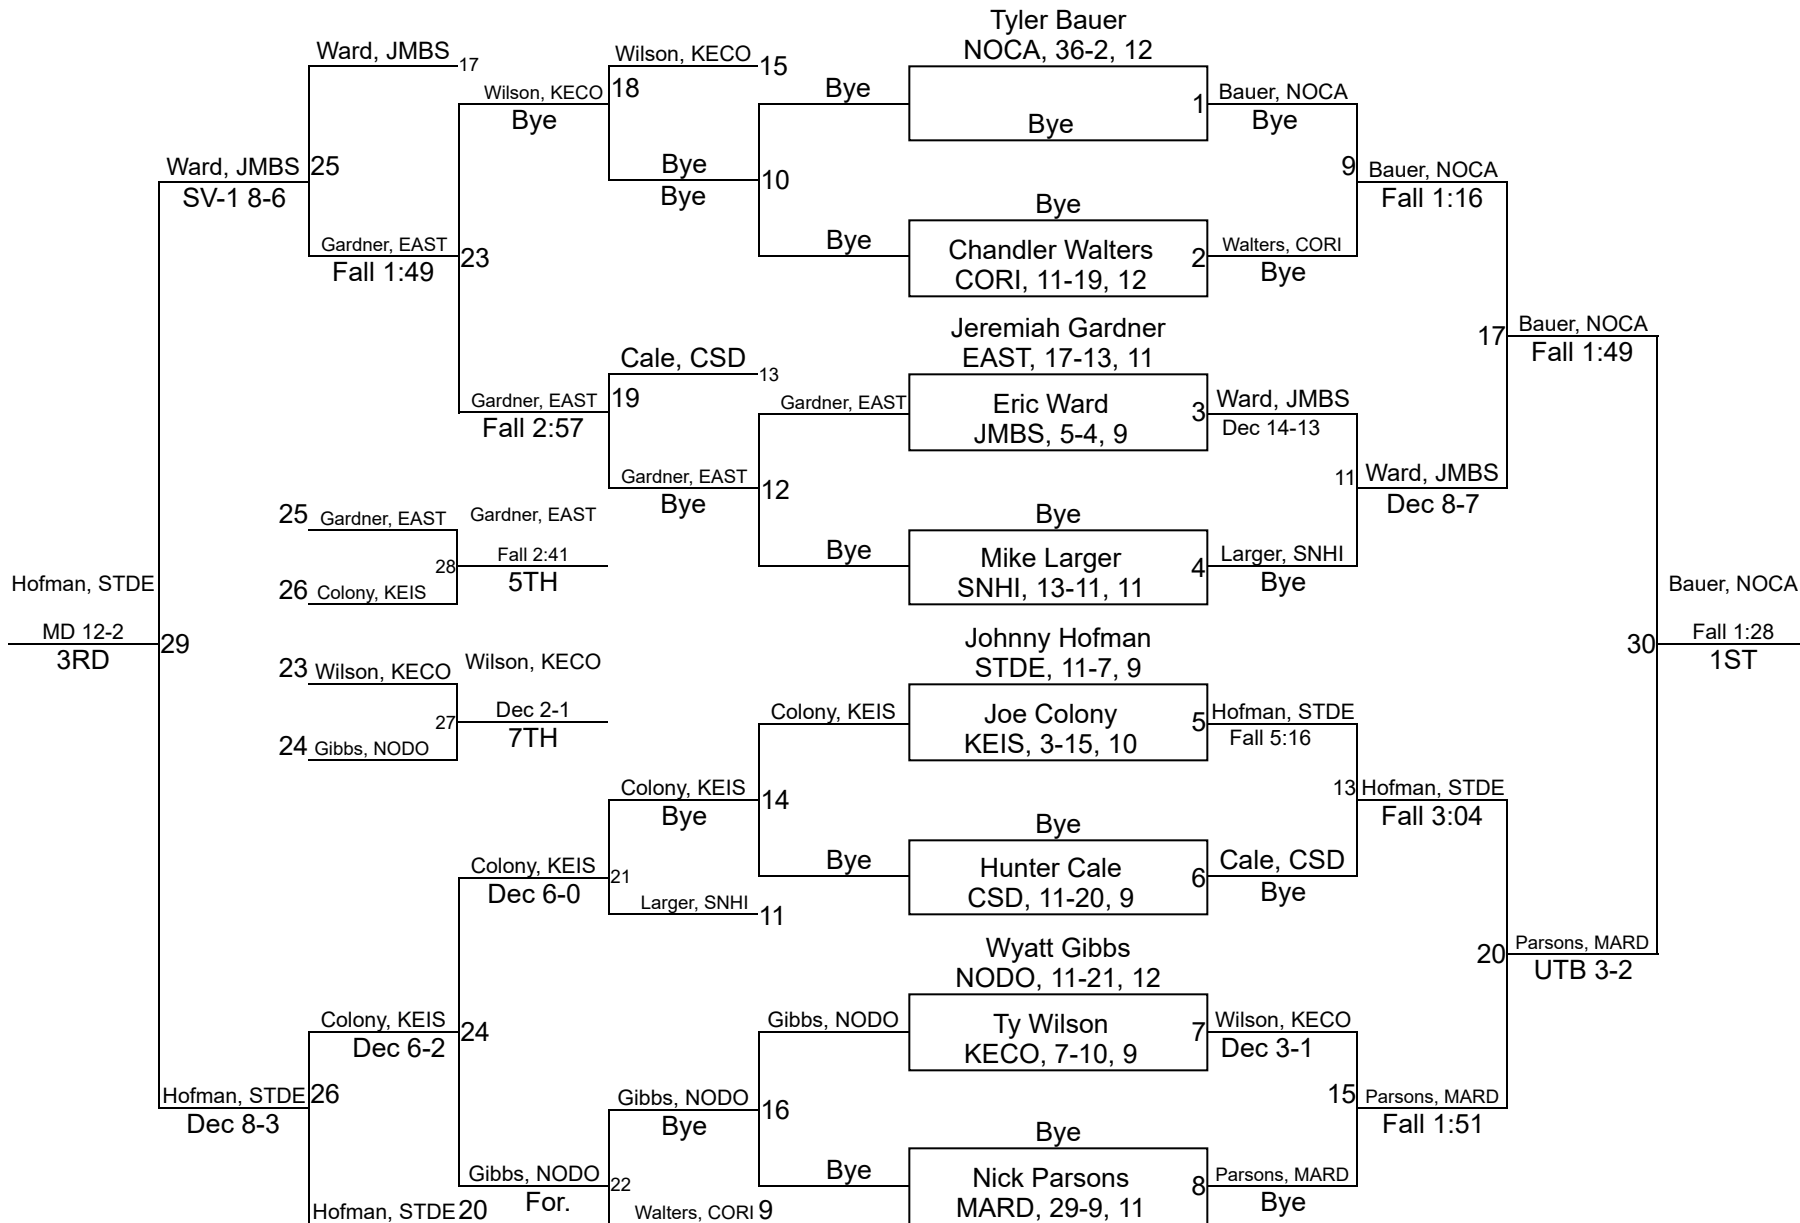 Tyler Bauer
NOCA, 36-2, 12
Ward, JMBS 17
Wilson, KECO 15
Wilson, KECO 18
Bye
Bye
1
Bauer, NOCA
Bye
Bye
Ward, JMBS 25
SV-1 8-6
Bye
Bye
10
9
Bauer, NOCA
Fall 1:16
Bye
Gardner, EAST
Fall 1:49
23
Bye
Chandler Walters
CORI, 11-19, 12
2
Walters, CORI
Bye
Jeremiah Gardner
EAST, 17-13, 11
17
Bauer, NOCA
Fall 1:49
Cale, CSD 13
Gardner, EAST
Fall 2:57
19
Gardner, EAST
Eric Ward
JMBS, 5-4, 9
3
Ward, JMBS
Dec 14-13
Gardner, EAST
Bye
12
11
Ward, JMBS
Dec 8-7
25 Gardner, EAST
Gardner, EAST
Bye
28
Fall 2:41
5TH
26 Colony, KEIS
Bye
Mike Larger
SNHI, 13-11, 11
4
Larger, SNHI
Bye
Hofman, STDE
MD 12-2
3RD
29
Bauer, NOCA
30
Fall 1:28
1ST
Johnny Hofman
STDE, 11-7, 9
23 Wilson, KECO
Wilson, KECO
27
Dec 2-1
7TH
24 Gibbs, NODO
Colony, KEIS
Joe Colony
KEIS, 3-15, 10
5
Hofman, STDE
Fall 5:16
Colony, KEIS
Bye
14
13
Hofman, STDE
Fall 3:04
Bye
Colony, KEIS
Dec 6-0
21
Bye
Hunter Cale
CSD, 11-20, 9
6
Cale, CSD
Bye
Larger, SNHI 11
Wyatt Gibbs
NODO, 11-21, 12
20
Parsons, MARD
UTB 3-2
Colony, KEIS
Dec 6-2
24
Gibbs, NODO
Ty Wilson
KECO, 7-10, 9
7
Wilson, KECO
Dec 3-1
Hofman, STDE
Dec 8-3
26
Gibbs, NODO
Bye
16
15
Parsons, MARD
Fall 1:51
Bye
Gibbs, NODO
For.
22
Bye
Nick Parsons
MARD, 29-9, 11
8
Parsons, MARD
Bye
Hofman, STDE 20
Walters, CORI 9